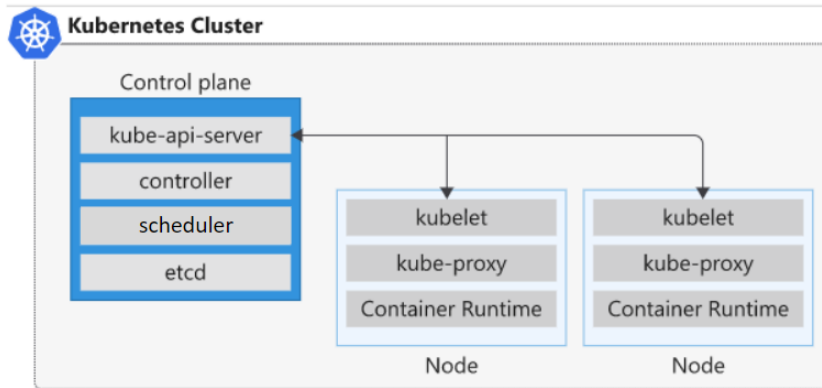 Kubernetes Cluster
Control plane
kube-api-server
controller
scheduler
etcd
kubelet
kube-proxy
Container Runtime
Node
kubelet
kube-proxy
Container Runtime
Node